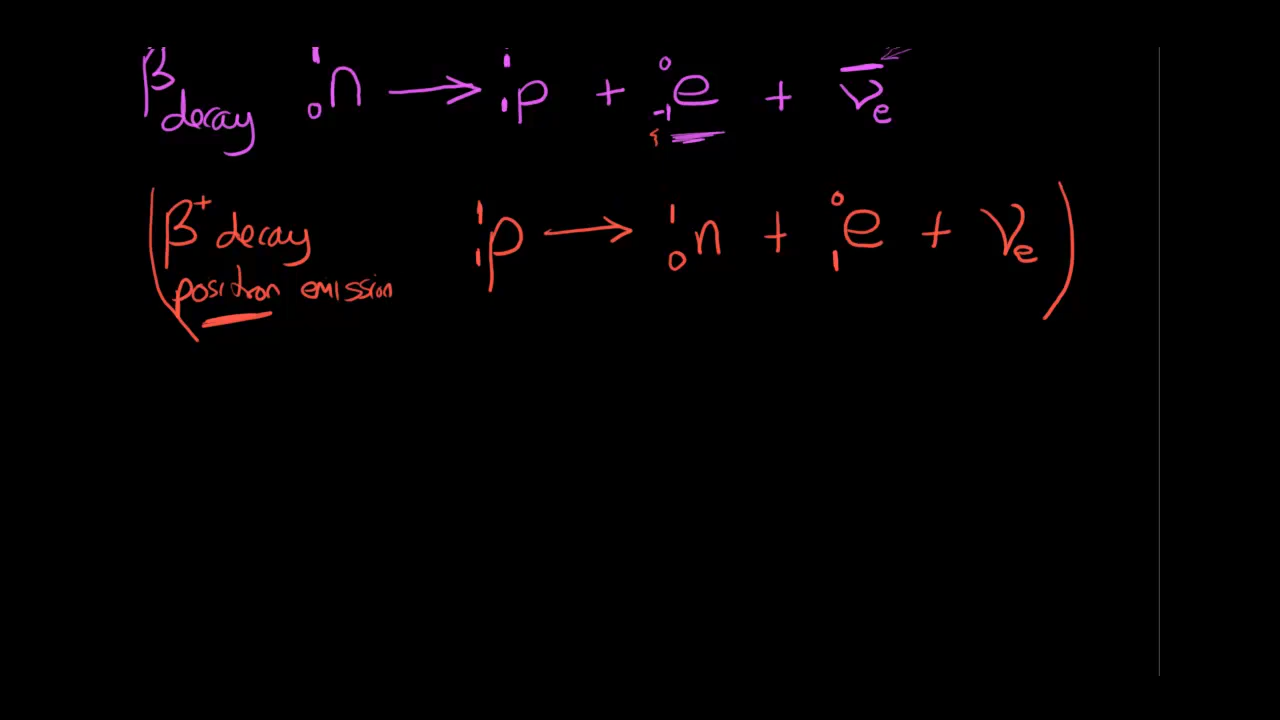 β decay ¹₀n → ¹₁p + ⁰₋₁e + ν̄ₑ
(β⁺ decay ¹₁p → ¹₀n + ⁰₁e + νₑ)
positron emission